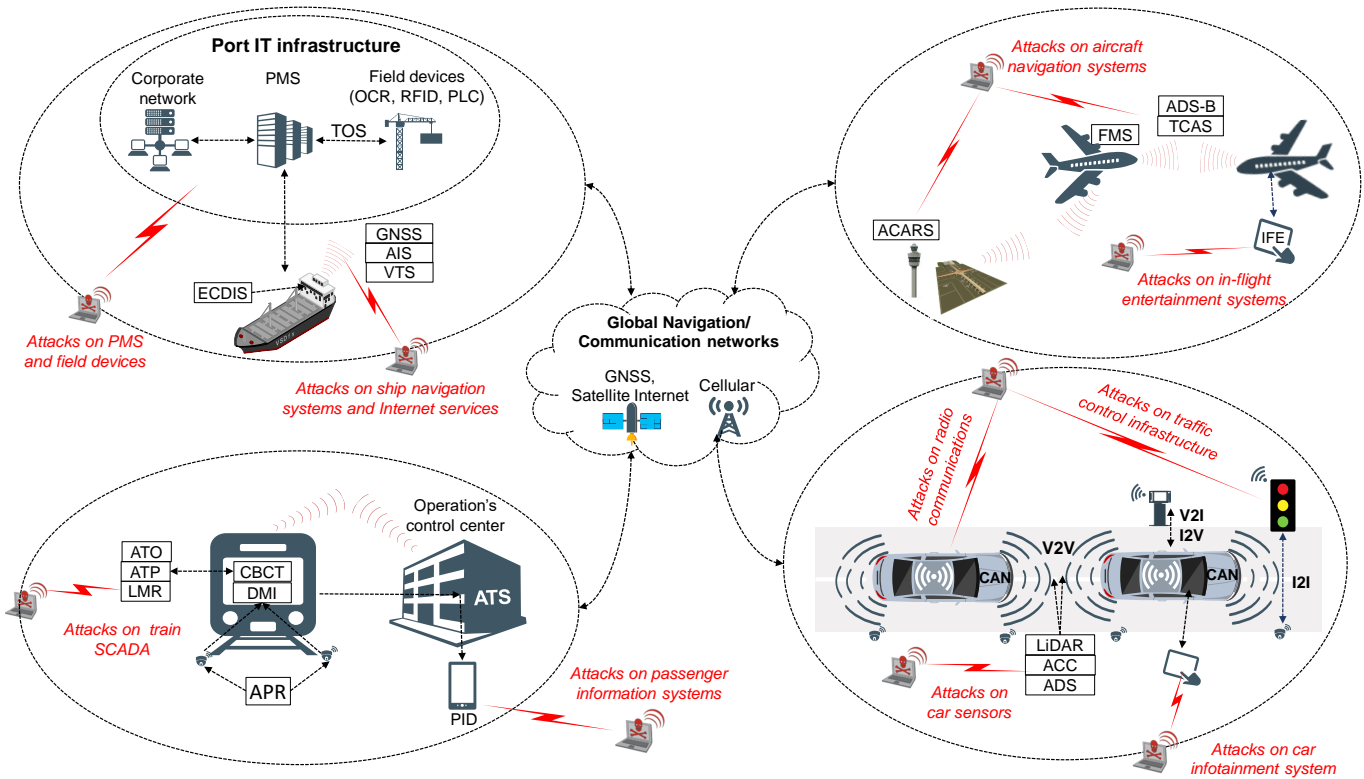 Port IT infrastructure
Corporate
network
PMS
Field devices
(OCR, RFID, PLC)
TOS
GNSS
AIS
VTS
ECDIS
Attacks on PMS
and field devices
Attacks on ship navigation
systems and Internet services
Attacks on aircraft
navigation systems
ADS-B
TCAS
FMS
ACARS
IFE
Attacks on in-flight
entertainment systems
Global Navigation/
Communication networks
GNSS,
Satellite Internet
Cellular
Operation's
control center
ATO
ATP
LMR
CBCT
DMI
ATS
Attacks on train
SCADA
APR
PID
Attacks on passenger
information systems
Attacks on radio
communications
Attacks on traffic
control infrastructure
V2I
I2V
V2V
CAN
CAN
I2I
LiDAR
ACC
ADS
Attacks on
car sensors
Attacks on car
infotainment system